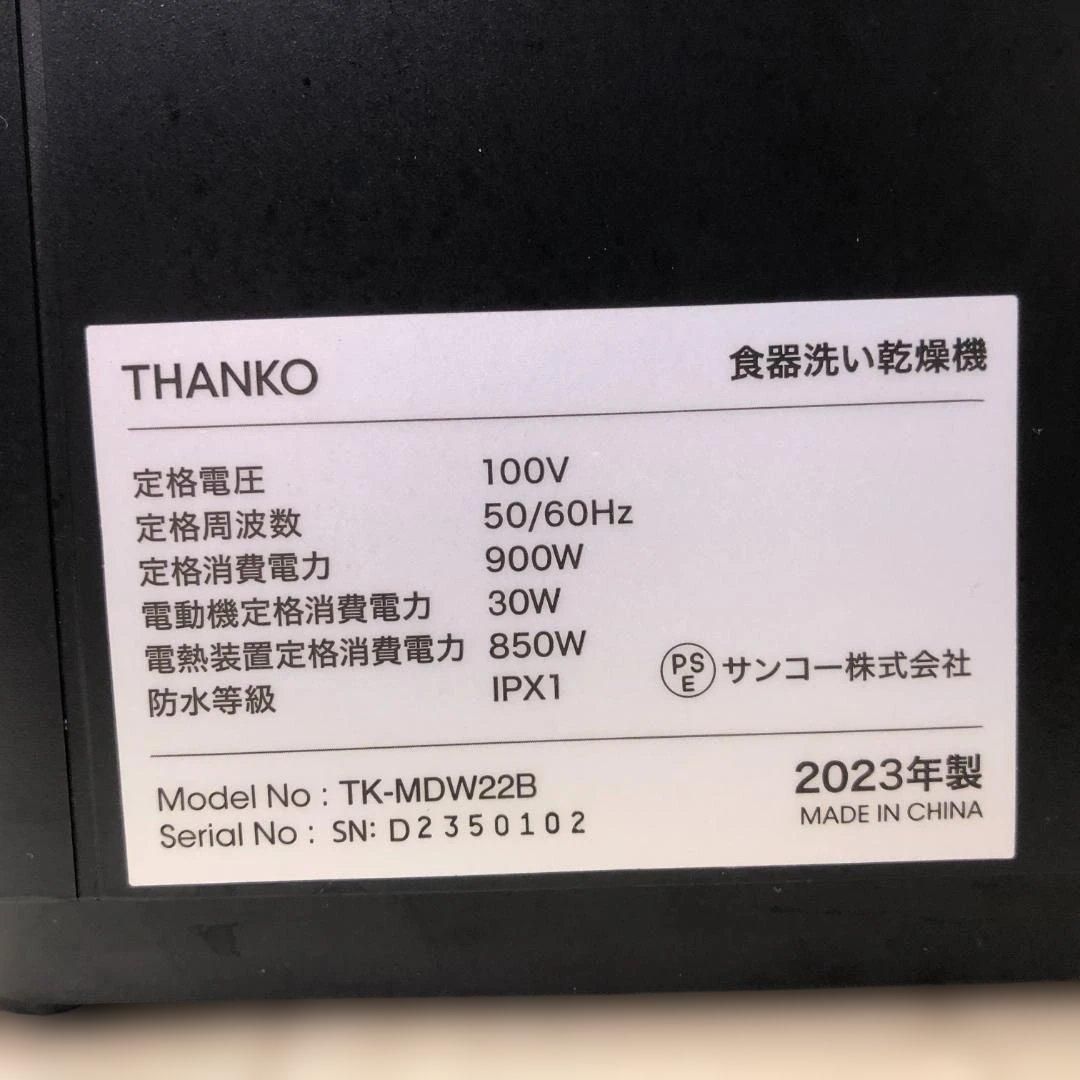 THANKO 食器洗い乾燥機
定格電圧 100V
定格周波数 50/60Hz
定格消費電力 900W
電動機定格消費電力 30W
電熱装置定格消費電力 850W
防水等級 IPX1
PSE サンコー株式会社
Model No : TK-MDW22B
Serial No : SN: D2350102
2023年製
MADE IN CHINA